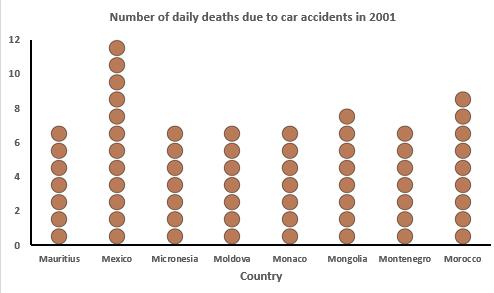 Number of daily deaths due to car accidents in 2001
12
10
8
6
4
2
0
Mauritius Mexico Micronesia Moldova Monaco Mongolia Montenegro Morocco
Country